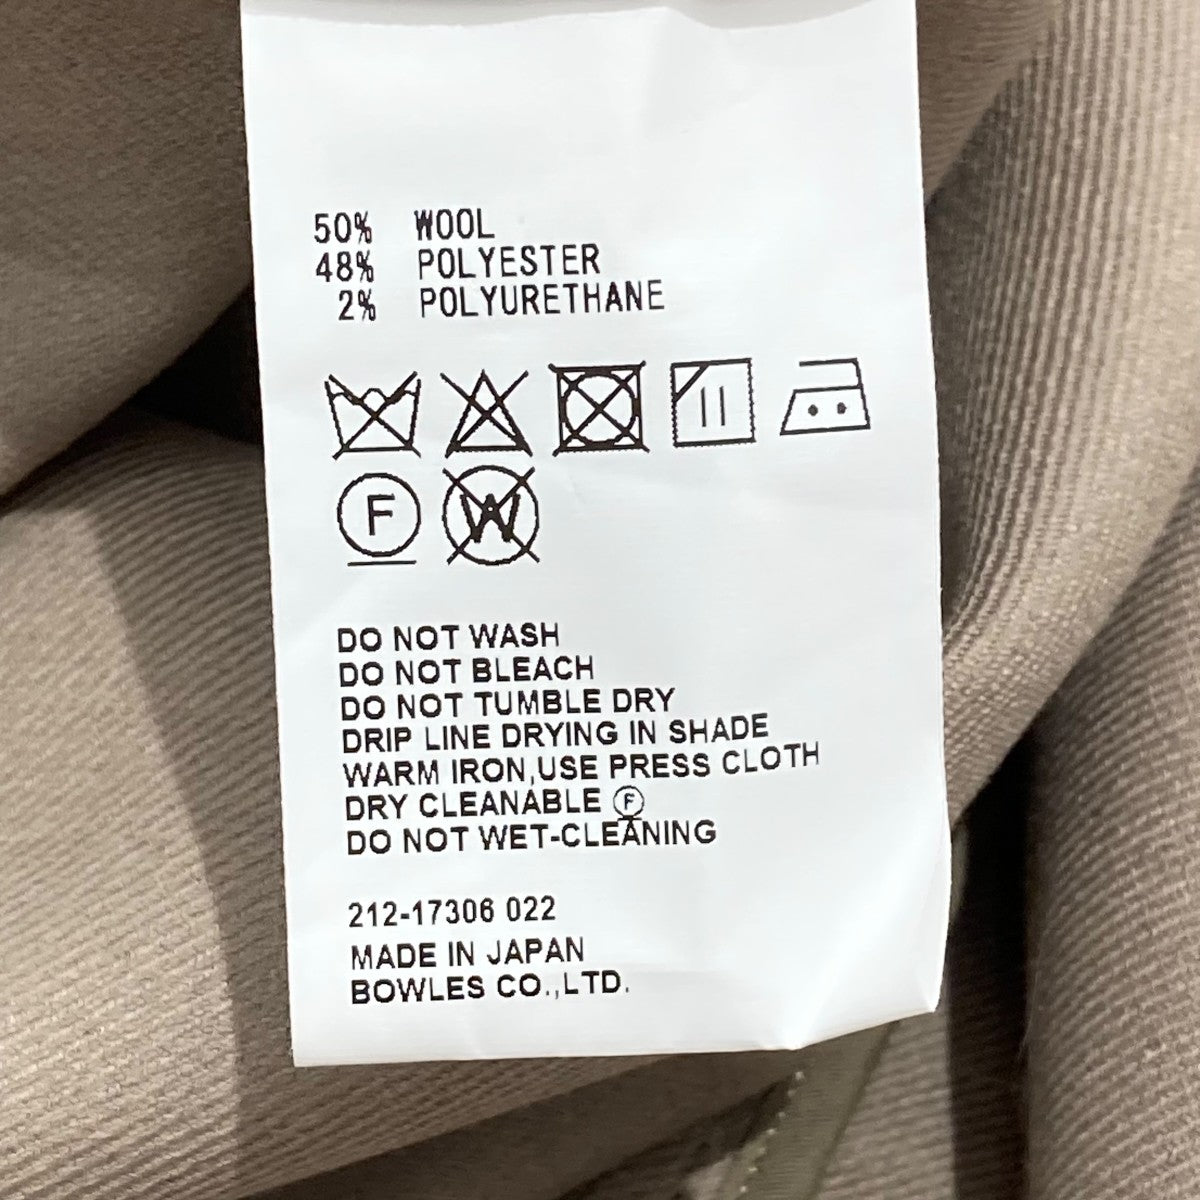 50% WOOL
48% POLYESTER
2% POLYURETHANE
F W
DO NOT WASH
DO NOT BLEACH
DO NOT TUMBLE DRY
DRIP LINE DRYING IN SHADE
WARM IRON,USE PRESS CLOTH
DRY CLEANABLE Ⓕ
DO NOT WET-CLEANING
212-17306 022
MADE IN JAPAN
BOWLES CO.,LTD.